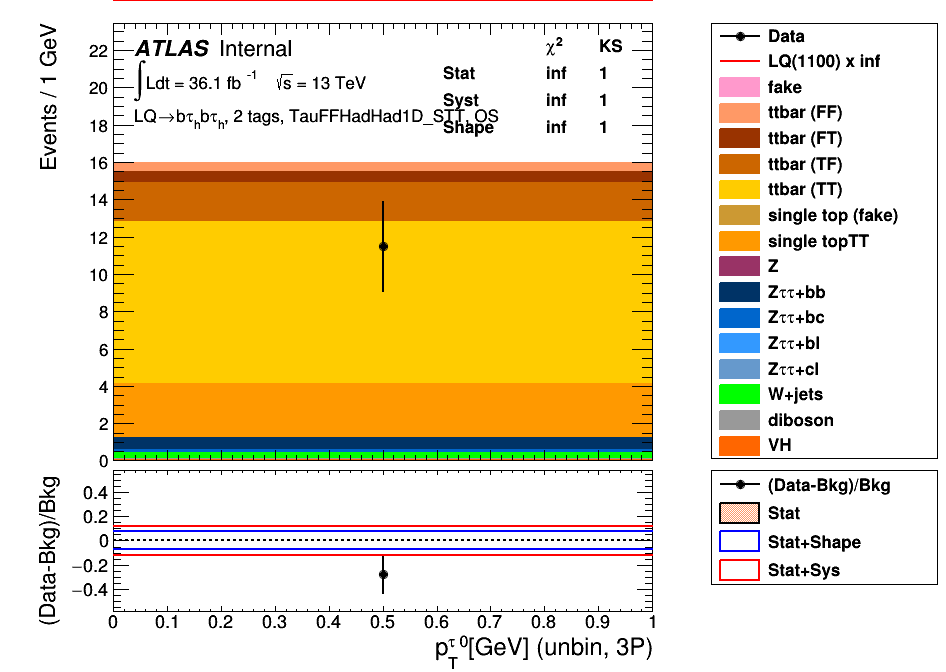 Events / 1 GeV
ATLAS Internal
∫Ldt = 36.1 fb⁻¹ √s = 13 TeV
LQ→bτₕbτₕ, 2 tags, TauFFHadHad1D_STT, OS
χ² KS
Stat inf 1
Syst inf 1
Shape inf 1
22
20
18
16
14
12
10
8
6
4
2
0
(Data-Bkg)/Bkg
0.4
0.2
0
−0.2
−0.4
0 0.1 0.2 0.3 0.4 0.5 0.6 0.7 0.8 0.9 1
p_T^τ0[GeV] (unbin, 3P)
Data
LQ(1100) x inf
fake
ttbar (FF)
ttbar (FT)
ttbar (TF)
ttbar (TT)
single top (fake)
single topTT
Z
Zττ+bb
Zττ+bc
Zττ+bl
Zττ+cl
W+jets
diboson
VH
(Data-Bkg)/Bkg
Stat
Stat+Shape
Stat+Sys